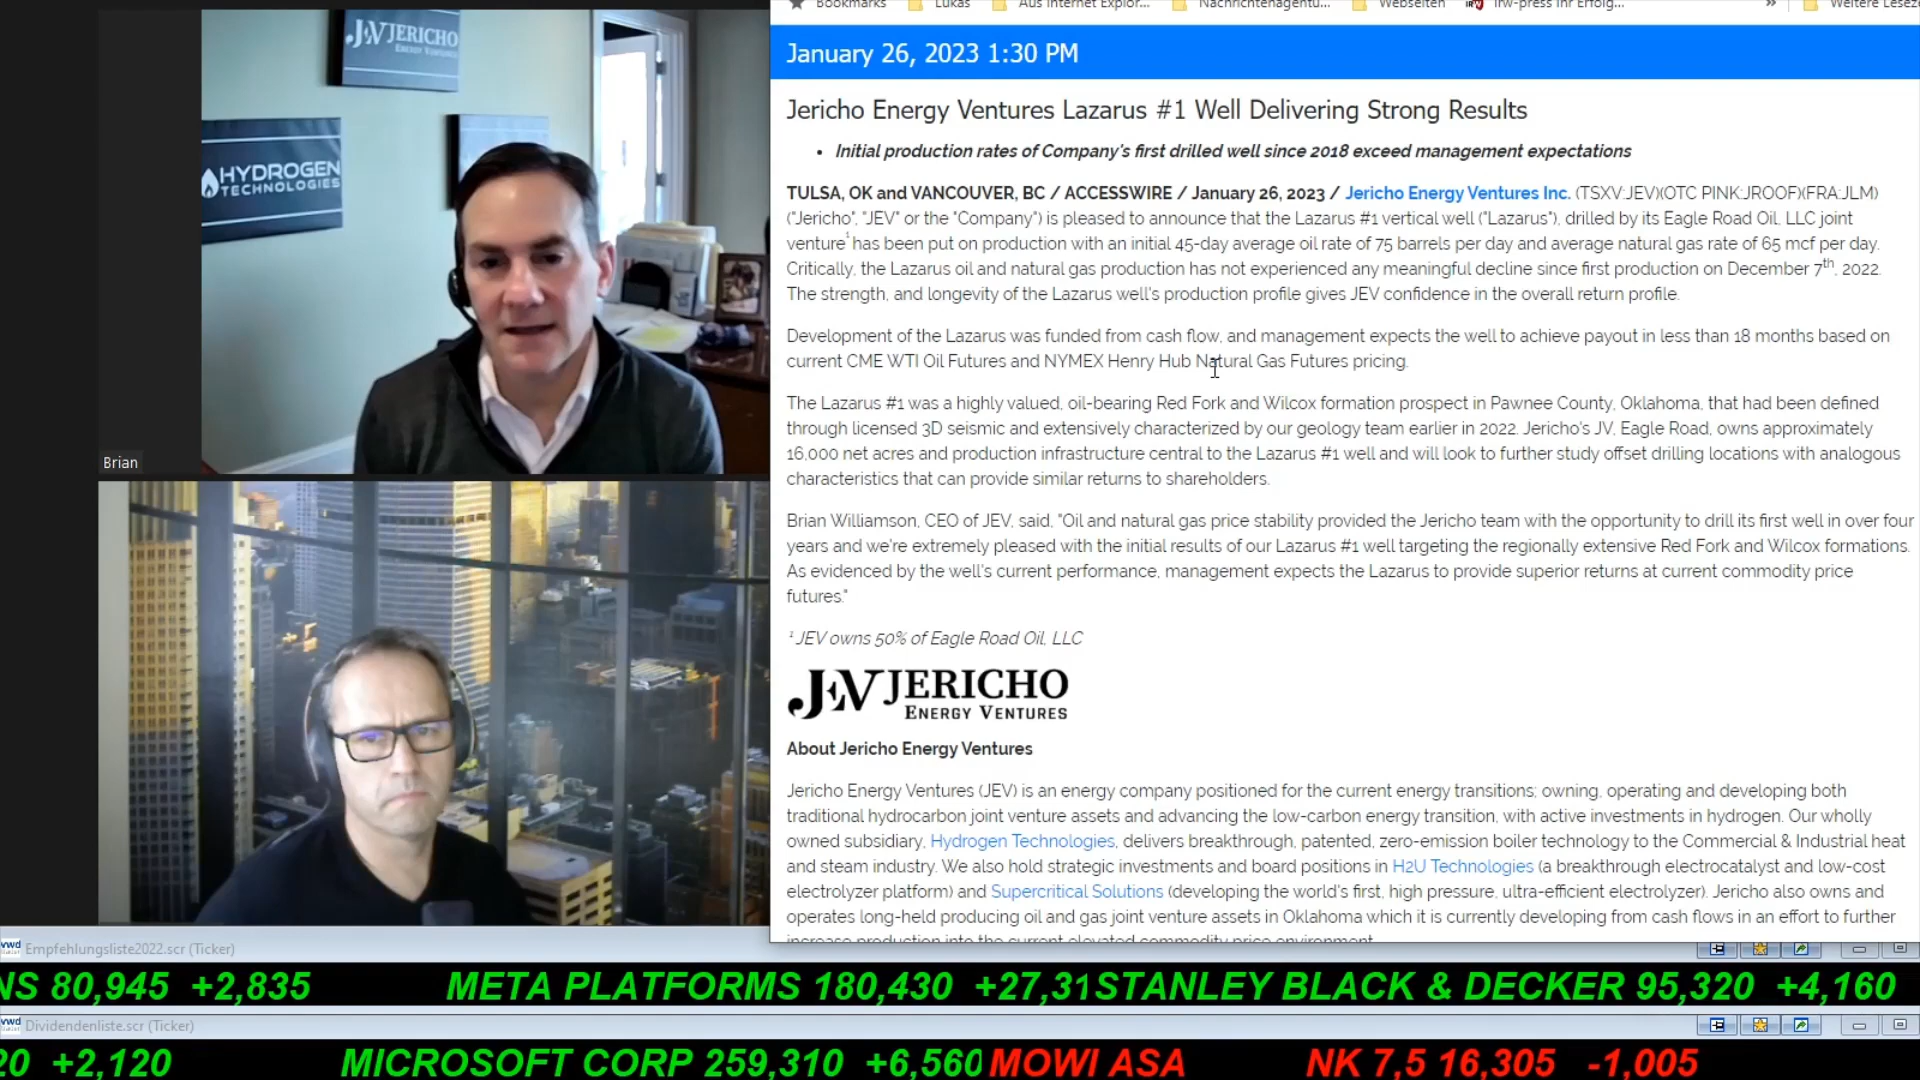 Bookmarks Lukas Aus Internet Explor... Nachrichtenagentu... Webseiten irw-press Ihr Erfolg... » Weitere Lesez
January 26, 2023 1:30 PM
Jericho Energy Ventures Lazarus #1 Well Delivering Strong Results
• Initial production rates of Company's first drilled well since 2018 exceed management expectations
TULSA, OK and VANCOUVER, BC / ACCESSWIRE / January 26, 2023 / Jericho Energy Ventures Inc. (TSXV:JEV)(OTC PINK:JROOF)(FRA:JLM)
("Jericho", "JEV" or the "Company") is pleased to announce that the Lazarus #1 vertical well ("Lazarus"), drilled by its Eagle Road Oil, LLC joint
venture¹ has been put on production with an initial 45-day average oil rate of 75 barrels per day and average natural gas rate of 65 mcf per day.
Critically, the Lazarus oil and natural gas production has not experienced any meaningful decline since first production on December 7th, 2022.
The strength, and longevity of the Lazarus well's production profile gives JEV confidence in the overall return profile.
Development of the Lazarus was funded from cash flow, and management expects the well to achieve payout in less than 18 months based on
current CME WTI Oil Futures and NYMEX Henry Hub Natural Gas Futures pricing.
The Lazarus #1 was a highly valued, oil-bearing Red Fork and Wilcox formation prospect in Pawnee County, Oklahoma, that had been defined
through licensed 3D seismic and extensively characterized by our geology team earlier in 2022. Jericho's JV, Eagle Road, owns approximately
16,000 net acres and production infrastructure central to the Lazarus #1 well and will look to further study offset drilling locations with analogous
characteristics that can provide similar returns to shareholders.
Brian Williamson, CEO of JEV, said, "Oil and natural gas price stability provided the Jericho team with the opportunity to drill its first well in over four
years and we're extremely pleased with the initial results of our Lazarus #1 well targeting the regionally extensive Red Fork and Wilcox formations.
As evidenced by the well's current performance, management expects the Lazarus to provide superior returns at current commodity price
futures."
¹ JEV owns 50% of Eagle Road Oil, LLC
JEV JERICHO
ENERGY VENTURES
About Jericho Energy Ventures
Jericho Energy Ventures (JEV) is an energy company positioned for the current energy transitions; owning, operating and developing both
traditional hydrocarbon joint venture assets and advancing the low-carbon energy transition, with active investments in hydrogen. Our wholly
owned subsidiary, Hydrogen Technologies, delivers breakthrough, patented, zero-emission boiler technology to the Commercial & Industrial heat
and steam industry. We also hold strategic investments and board positions in H2U Technologies (a breakthrough electrocatalyst and low-cost
electrolyzer platform) and Supercritical Solutions (developing the world's first, high pressure, ultra-efficient electrolyzer). Jericho also owns and
operates long-held producing oil and gas joint venture assets in Oklahoma which it is currently developing from cash flows in an effort to further
increase production into the current elevated commodity price environment.
JEV JERICHO
ENERGY VENTURES
HYDROGEN
TECHNOLOGIES
Brian
vwd Empfehlungsliste2022.scr (Ticker)
NS 80,945 +2,835 META PLATFORMS 180,430 +27,31 STANLEY BLACK & DECKER 95,320 +4,160
vwd Dividendenliste.scr (Ticker)
20 +2,120 MICROSOFT CORP 259,310 +6,560 MOWI ASA NK 7,5 16,305 -1,005